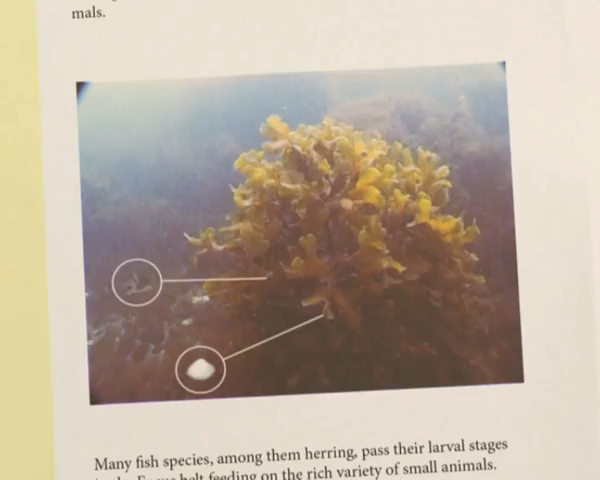 mals.
Many fish species, among them herring, pass their larval stages
belt feeding on the rich variety of small animals.